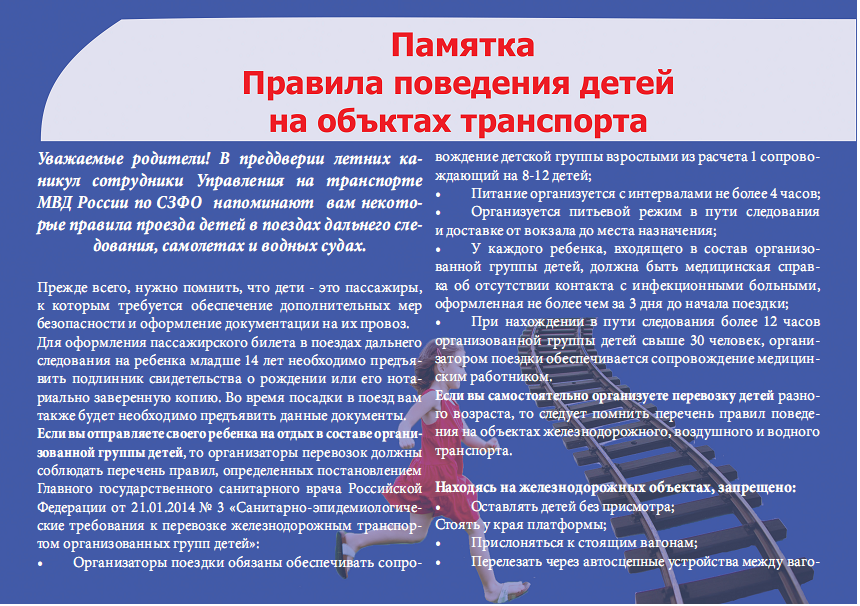 Памятка
Правила поведения детей
на объктах транспорта
Уважаемые родители! В преддверии летних ка-
никул сотрудники Управления на транспорте
МВД России по СЗФО напоминают вам некото-
рые правила проезда детей в поездах дальнего сле-
дования, самолетах и водных судах.
Прежде всего, нужно помнить, что дети - это пассажиры,
к которым требуется обеспечение дополнительных мер
безопасности и оформление документации на их провоз.
Для оформления пассажирского билета в поездах дальнего
следования на ребенка младше 14 лет необходимо предъя-
вить подлинник свидетельства о рождении или его нота-
риально заверенную копию. Во время посадки в поезд вам
также будет необходимо предъявить данные документы.
Если вы отправляете своего ребенка на отдых в составе органи-
зованной группы детей, то организаторы перевозок должны
соблюдать перечень правил, определенных постановлением
Главного государственного санитарного врача Российской
Федерации от 21.01.2014 № 3 «Санитарно-эпидемиологиче-
ские требования к перевозке железнодорожным транспор-
том организованных групп детей»:
• Организаторы поездки обязаны обеспечивать сопро-
вождение детской группы взрослыми из расчета 1 сопрово-
ждающий на 8-12 детей;
• Питание организуется с интервалами не более 4 часов;
• Организуется питьевой режим в пути следования
и доставке от вокзала до места назначения;
• У каждого ребенка, входящего в состав организо-
ванной группы детей, должна быть медицинская справ-
ка об отсутствии контакта с инфекционными больными,
оформленная не более чем за 3 дня до начала поездки;
• При нахождении в пути следования более 12 часов
организованной группы детей свыше 30 человек, органи-
затором поездки обеспечивается сопровождение медицин-
ским работником.
Если вы самостоятельно организуете перевозку детей разно-
го возраста, то следует помнить перечень правил поведе-
ния на объектах железнодорожного, воздушного и водного
транспорта.
Находясь на железнодорожных объектах, запрещено:
• Оставлять детей без присмотра;
Стоять у края платформы;
• Прислоняться к стоящим вагонам;
• Перелезать через автосцепные устройства между ваго-